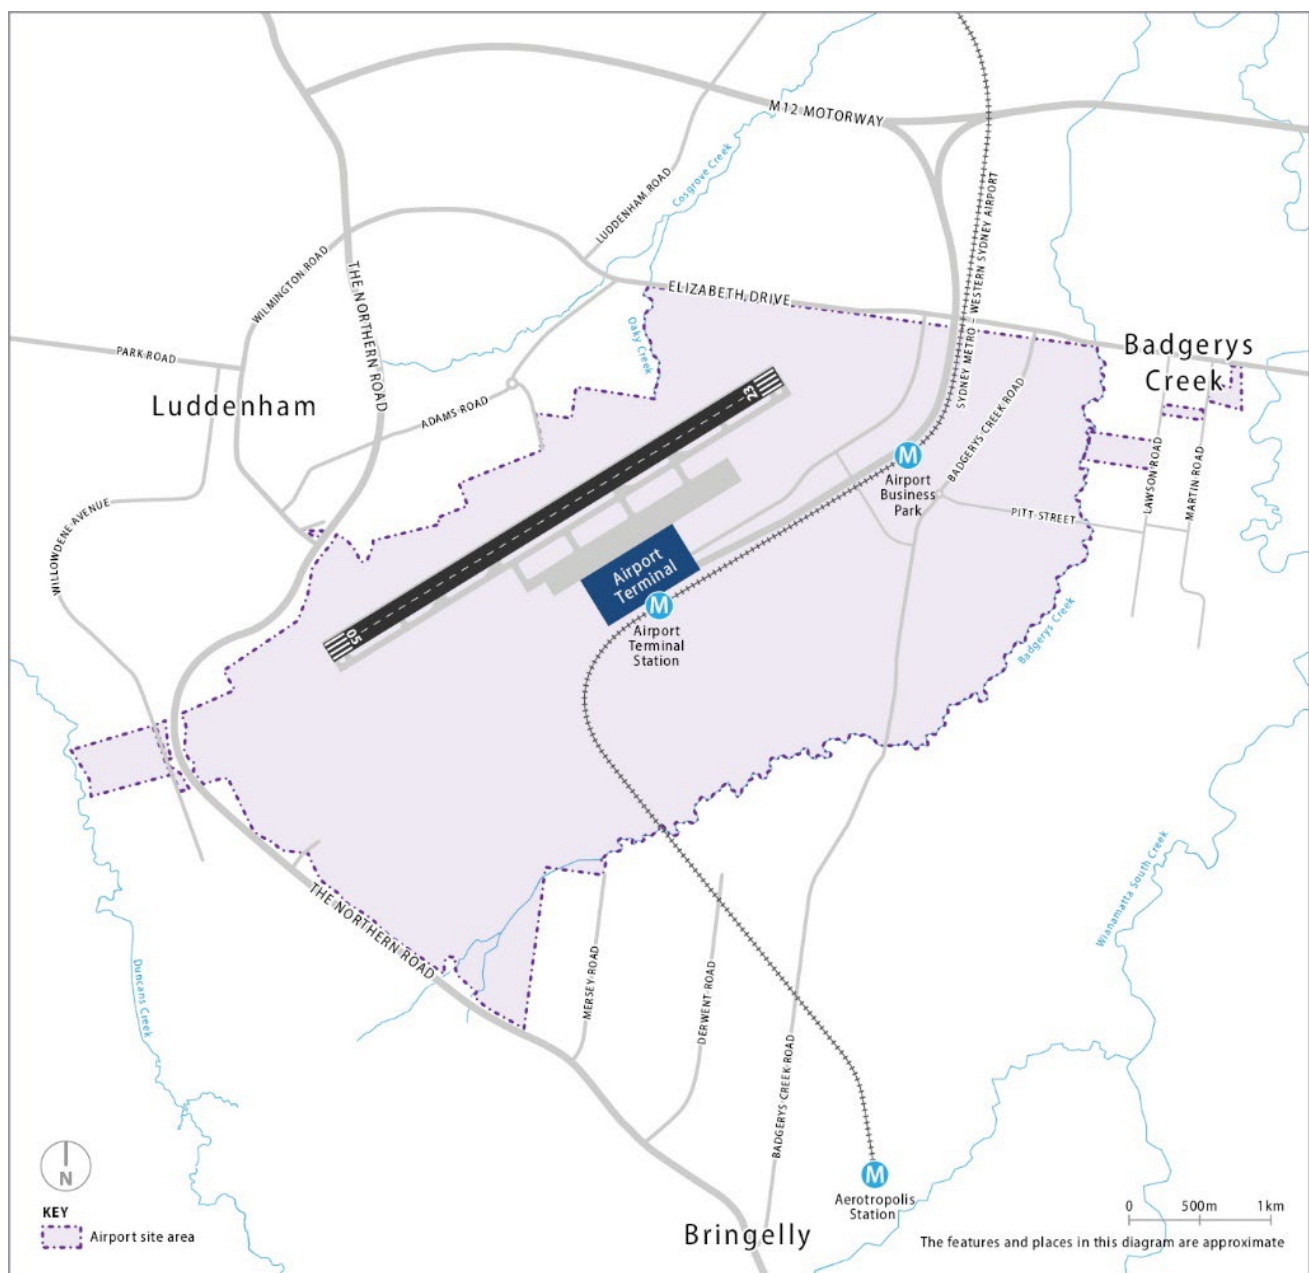 M12 MOTORWAY
Cosgrove Creek
LUDDENHAM ROAD
SYDNEY METRO – WESTERN SYDNEY AIRPORT
WILMINGTON ROAD
THE NORTHERN ROAD
ELIZABETH DRIVE
Oaky Creek
PARK ROAD
Badgerys
Creek
Luddenham
ADAMS ROAD
23
BADGERYS CREEK ROAD
M
Airport
Business
Park
LAWSON ROAD
MARTIN ROAD
PITT STREET
WILLOWDENE AVENUE
Airport
Terminal
M
Airport
Terminal
Station
05
Badgerys Creek
THE NORTHERN ROAD
Wianamatta South Creek
Duncans Creek
MERSEY ROAD
DERWENT ROAD
BADGERYS CREEK ROAD
M
Aerotropolis
Station
Bringelly
N
KEY
Airport site area
0 500m 1km
The features and places in this diagram are approximate